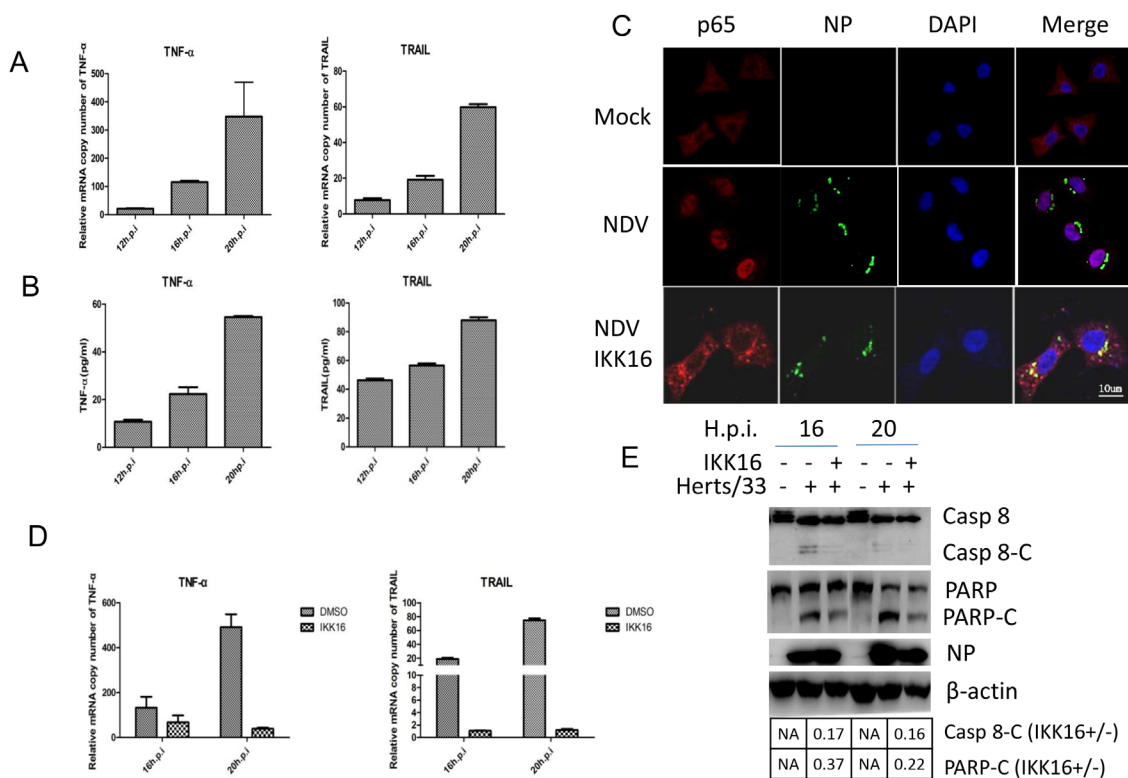 A
TNF-α
Relative mRNA copy number of TNF-α
500
400
300
200
100
0
12h.p.i
16h.p.i
20h.p.i
TRAIL
Relative mRNA copy number of TRAIL
80
60
40
20
0
12h.p.i
16h.p.i
20h.p.i
B
TNF-α
TNF-α(pg/ml)
60
40
20
0
12h.p.i
16h.p.i
20hp.i
TRAIL
TRAIL(pg/ml)
150
100
50
0
12h.p.i
16h.p.i
20h.p.i
C
p65 NP DAPI Merge
Mock
NDV
NDV
IKK16
10um
D
TNF-α
Relative mRNA copy number of TNF-α
600
400
200
0
16h.p.i
20h.p.i
DMSO
IKK16
TRAIL
Relative mRNA copy number of TRAIL
100
80
60
40
20
10
8
6
4
2
0
16h.p.i
20h.p.i
DMSO
IKK16
E
H.p.i. 16 20
IKK16 - - + - - +
Herts/33 - + + - + +
Casp 8
Casp 8-C
PARP
PARP-C
NP
β-actin
NA 0.17 NA 0.16 Casp 8-C (IKK16+/-)
NA 0.37 NA 0.22 PARP-C (IKK16+/-)